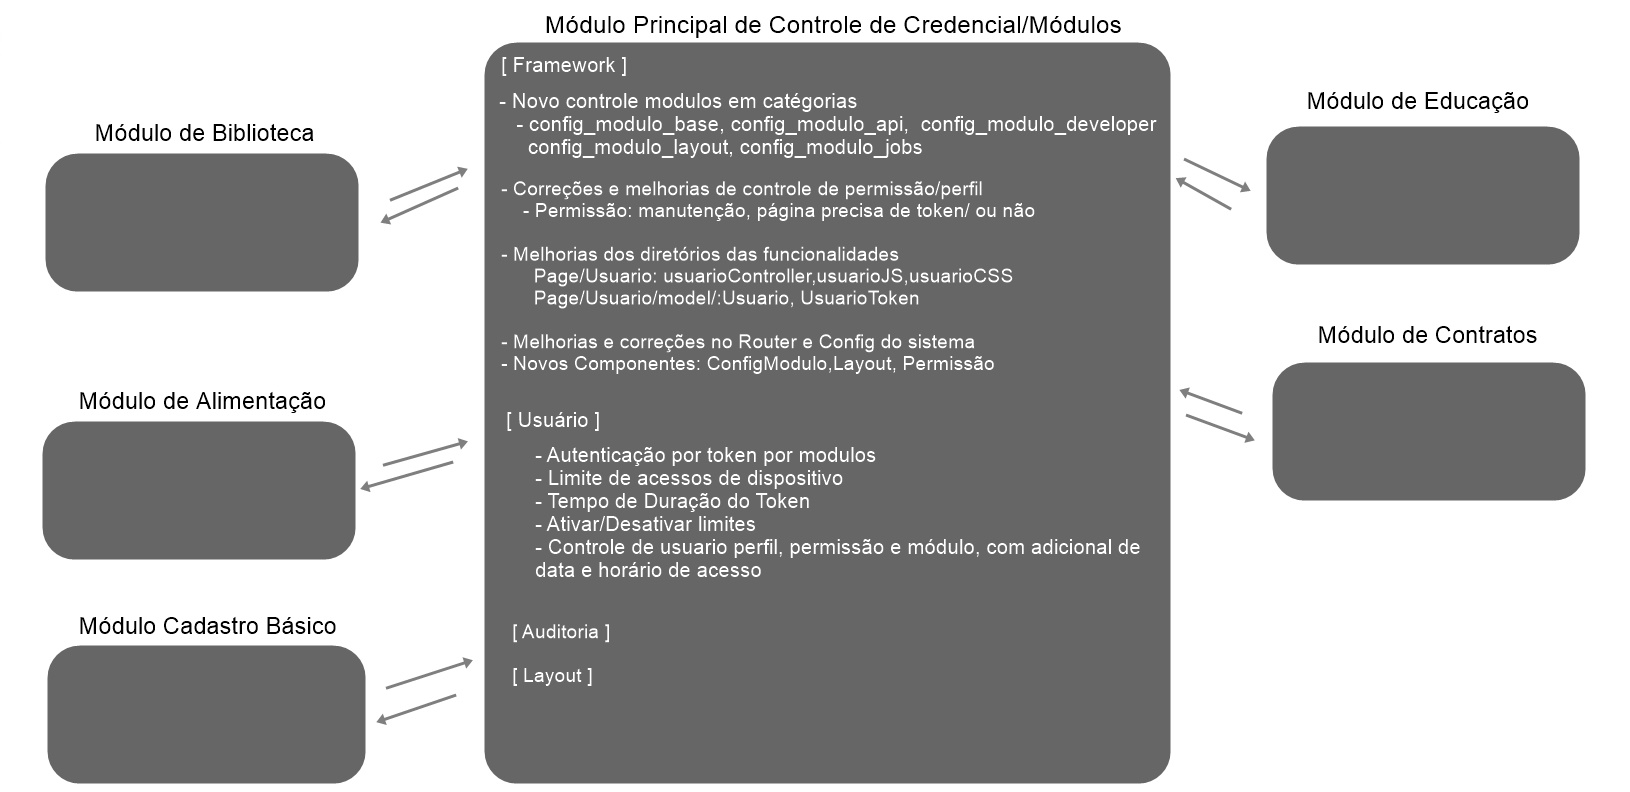 Módulo Principal de Controle de Credencial/Módulos
[ Framework ]
- Novo controle modulos em catégorias
- config_modulo_base, config_modulo_api, config_modulo_developer
config_modulo_layout, config_modulo_jobs
- Correções e melhorias de controle de permissão/perfil
- Permissão: manutenção, página precisa de token/ ou não
- Melhorias dos diretórios das funcionalidades
Page/Usuario: usuarioController,usuarioJS,usuarioCSS
Page/Usuario/model/:Usuario, UsuarioToken
- Melhorias e correções no Router e Config do sistema
- Novos Componentes: ConfigModulo,Layout, Permissão
[ Usuário ]
- Autenticação por token por modulos
- Limite de acessos de dispositivo
- Tempo de Duração do Token
- Ativar/Desativar limites
- Controle de usuario perfil, permissão e módulo, com adicional de
data e horário de acesso
[ Auditoria ]
[ Layout ]
Módulo de Biblioteca
Módulo de Alimentação
Módulo Cadastro Básico
Módulo de Educação
Módulo de Contratos